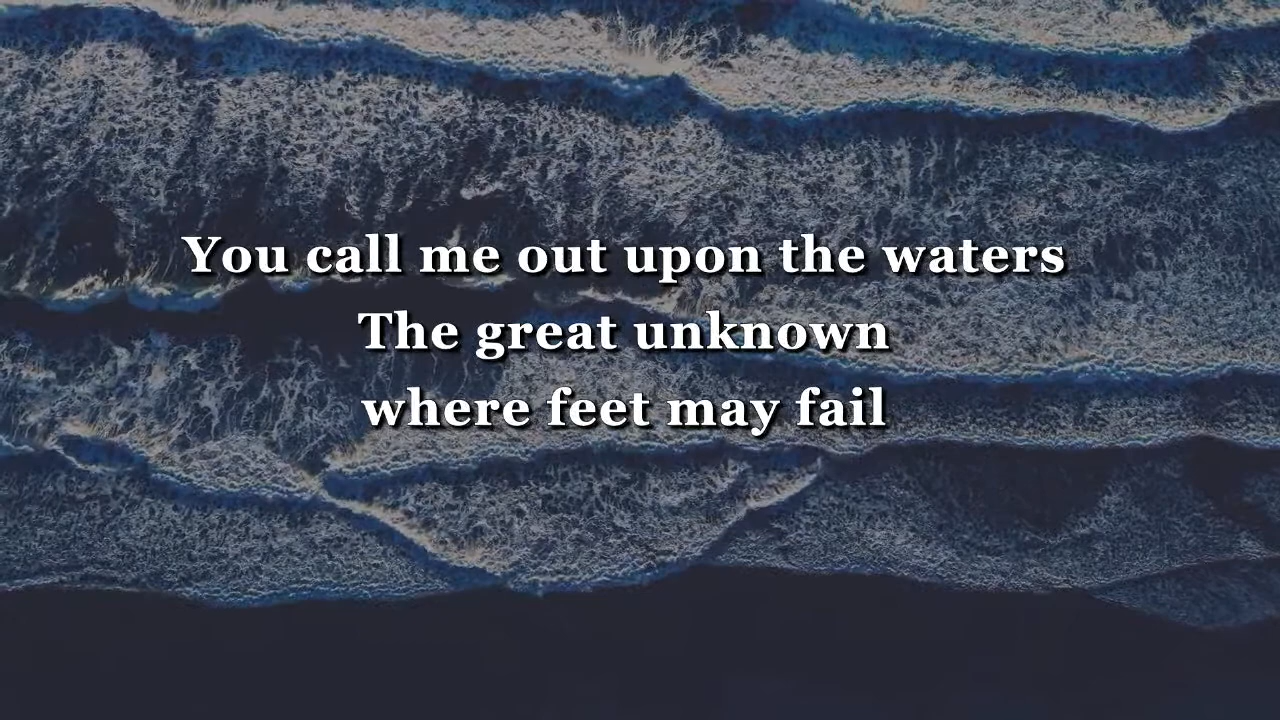 You call me out upon the waters
The great unknown
where feet may fail